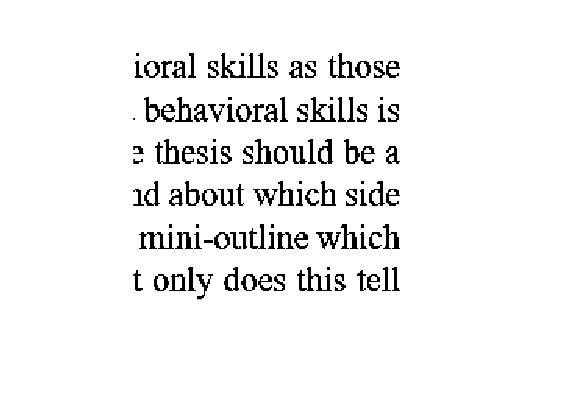 ioral skills as those
. behavioral skills is
e thesis should be a
nd about which side
mini-outline which
t only does this tell